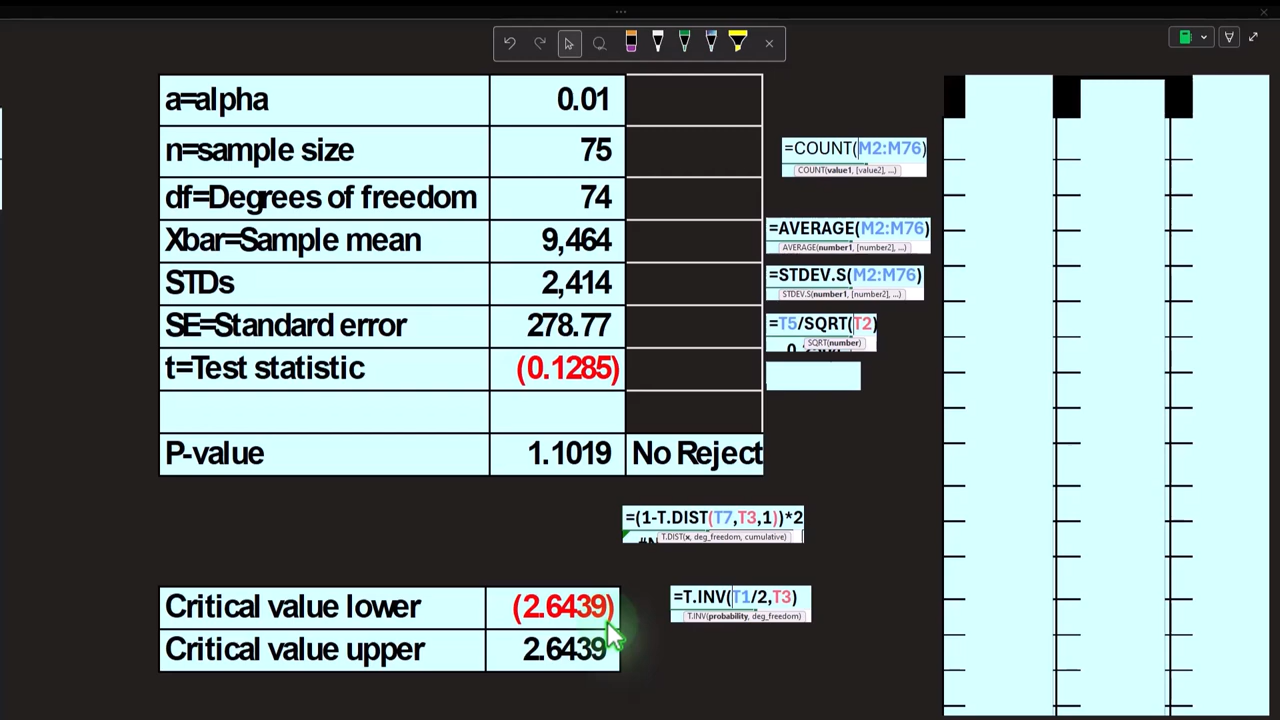 a=alpha 0.01
n=sample size 75
=COUNT(M2:M76)
COUNT(value1, [value2], ...)
df=Degrees of freedom 74
Xbar=Sample mean 9,464
=AVERAGE(M2:M76)
AVERAGE(number1, [number2], ...)
STDs 2,414
=STDEV.S(M2:M76)
STDEV.S(number1, [number2], ...)
SE=Standard error 278.77
=T5/SQRT(T2)
SQRT(number)
t=Test statistic (0.1285)
P-value 1.1019 No Reject
=(1-T.DIST(T7,T3,1))*2
T.DIST(x, deg_freedom, cumulative)
Critical value lower (2.6439)
=T.INV(T1/2,T3)
T.INV(probability, deg_freedom)
Critical value upper 2.6439